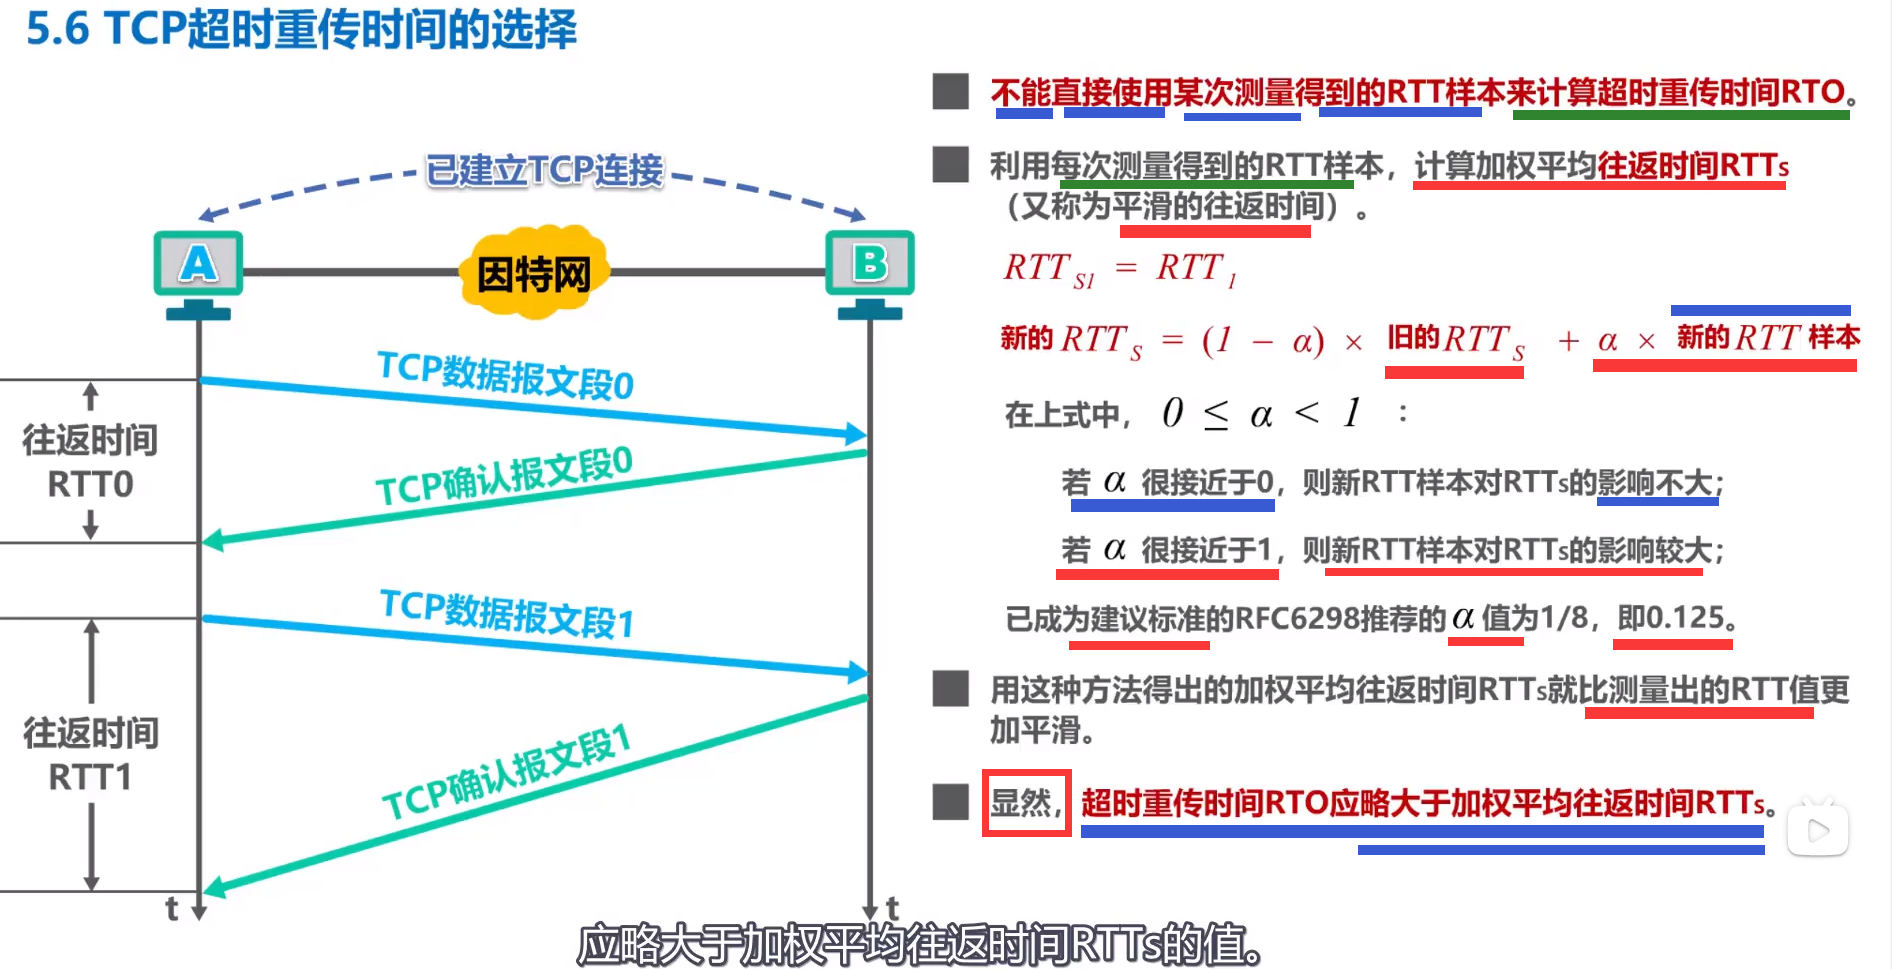 5.6 TCP超时重传时间的选择
已建立TCP连接
A
因特网
B
TCP数据报文段0
往返时间
RTT0
TCP确认报文段0
TCP数据报文段1
往返时间
RTT1
TCP确认报文段1
t
t
不能直接使用某次测量得到的RTT样本来计算超时重传时间RTO。
利用每次测量得到的RTT样本，计算加权平均往返时间RTTs
（又称为平滑的往返时间）。
RTT S1 = RTT 1
新的 RTT S = (1 − α) × 旧的 RTT S + α × 新的 RTT 样本
在上式中， 0 ≤ α < 1 ：
若 α 很接近于0，则新RTT样本对RTTs的影响不大；
若 α 很接近于1，则新RTT样本对RTTs的影响较大；
已成为建议标准的RFC6298推荐的 α 值为1/8，即0.125。
用这种方法得出的加权平均往返时间RTTs就比测量出的RTT值更
加平滑。
显然，超时重传时间RTO应略大于加权平均往返时间RTTs。
应略大于加权平均往返时间RTTs的值。